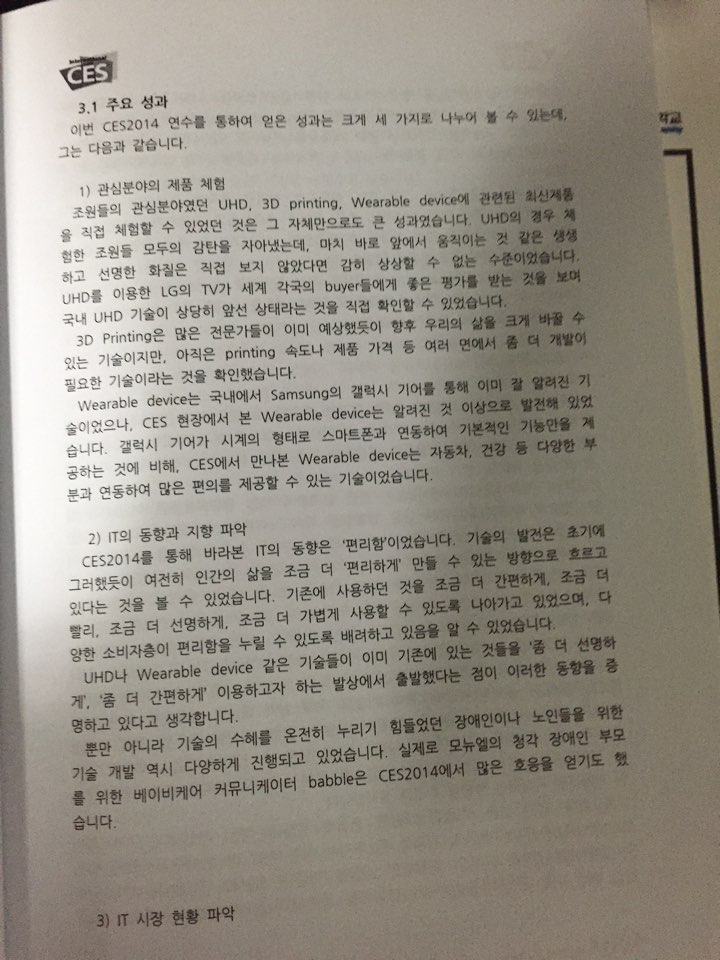 International
CES
3.1 주요 성과
이번 CES2014 연수를 통하여 얻은 성과는 크게 세 가지로 나누어 볼 수 있는데,
그는 다음과 같습니다.
1) 관심분야의 제품 체험
조원들의 관심분야였던 UHD, 3D printing, Wearable device에 관련된 최신제품
을 직접 체험할 수 있었던 것은 그 자체만으로도 큰 성과였습니다. UHD의 경우 체
험한 조원들 모두의 감탄을 자아냈는데, 마치 바로 앞에서 움직이는 것 같은 생생
하고 선명한 화질은 직접 보지 않았다면 감히 상상할 수 없는 수준이었습니다.
UHD를 이용한 LG의 TV가 세계 각국의 buyer들에게 좋은 평가를 받는 것을 보며
국내 UHD 기술이 상당히 앞선 상태라는 것을 직접 확인할 수 있었습니다.
3D Printing은 많은 전문가들이 이미 예상했듯이 향후 우리의 삶을 크게 바꿀 수
있는 기술이지만, 아직은 printing 속도나 제품 가격 등 여러 면에서 좀 더 개발이
필요한 기술이라는 것을 확인했습니다.
Wearable device는 국내에서 Samsung의 갤럭시 기어를 통해 이미 잘 알려진 기
술이었으나, CES 현장에서 본 Wearable device는 알려진 것 이상으로 발전해 있었
습니다. 갤럭시 기어가 시계의 형태로 스마트폰과 연동하여 기본적인 기능만을 제
공하는 것에 비해, CES에서 만나본 Wearable device는 자동차, 건강 등 다양한 부
분과 연동하여 많은 편의를 제공할 수 있는 기술이었습니다.
2) IT의 동향과 지향 파악
CES2014를 통해 바라본 IT의 동향은 '편리함'이었습니다. 기술의 발전은 초기에
그러했듯이 여전히 인간의 삶을 조금 더 '편리하게' 만들 수 있는 방향으로 흐르고
있다는 것을 볼 수 있었습니다. 기존에 사용하던 것을 조금 더 간편하게, 조금 더
빨리, 조금 더 선명하게, 조금 더 가볍게 사용할 수 있도록 나아가고 있었으며, 다
양한 소비자층이 편리함을 누릴 수 있도록 배려하고 있음을 알 수 있었습니다.
UHD나 Wearable device 같은 기술들이 이미 기존에 있는 것들을 '좀 더 선명하
게', '좀 더 간편하게' 이용하고자 하는 발상에서 출발했다는 점이 이러한 동향을 증
명하고 있다고 생각합니다.
뿐만 아니라 기술의 수혜를 온전히 누리기 힘들었던 장애인이나 노인들을 위한
기술 개발 역시 다양하게 진행되고 있었습니다. 실제로 모뉴엘의 청각 장애인 부모
를 위한 베이비케어 커뮤니케이터 babble은 CES2014에서 많은 호응을 얻기도 했
습니다.
3) IT 시장 현황 파악
학교